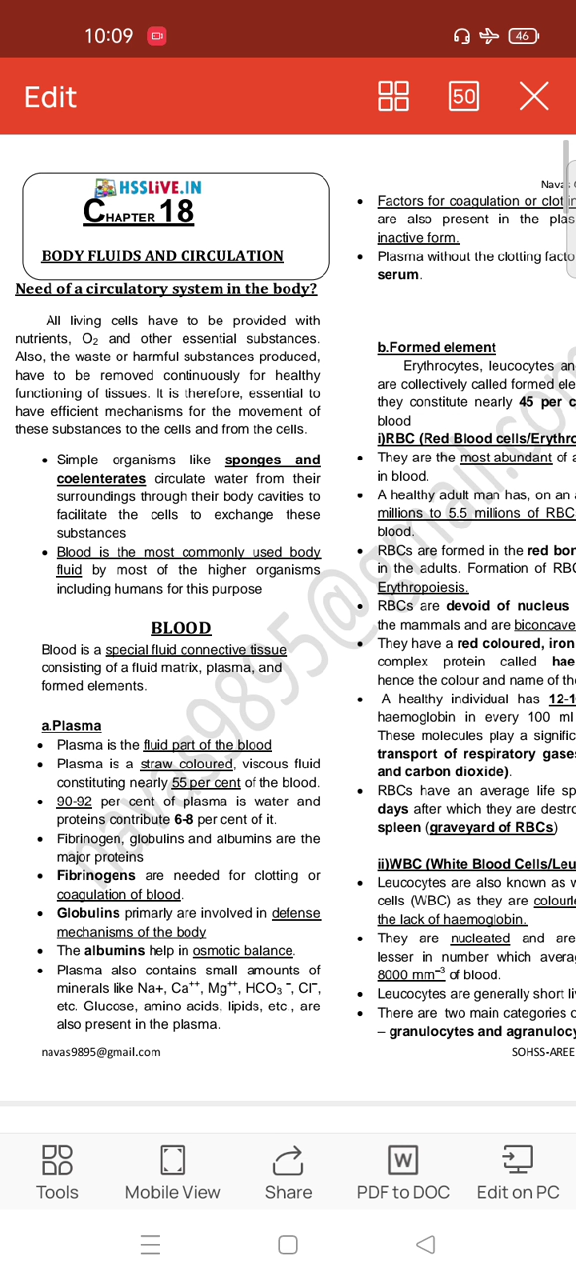 10:09
46
Edit
50
HSSLiVE.IN
CHAPTER 18
BODY FLUIDS AND CIRCULATION
Need of a circulatory system in the body?
All living cells have to be provided with
nutrients, O₂ and other essential substances.
Also, the waste or harmful substances produced,
have to be removed continuously for healthy
functioning of tissues. It is therefore, essential to
have efficient mechanisms for the movement of
these substances to the cells and from the cells.
• Simple organisms like sponges and
coelenterates circulate water from their
surroundings through their body cavities to
facilitate the cells to exchange these
substances
• Blood is the most commonly used body
fluid by most of the higher organisms
including humans for this purpose
BLOOD
Blood is a special fluid connective tissue
consisting of a fluid matrix, plasma, and
formed elements.
a.Plasma
• Plasma is the fluid part of the blood
• Plasma is a straw coloured, viscous fluid
constituting nearly 55 per cent of the blood.
• 90-92 per cent of plasma is water and
proteins contribute 6-8 per cent of it.
• Fibrinogen, globulins and albumins are the
major proteins
• Fibrinogens are needed for clotting or
coagulation of blood.
• Globulins primarly are involved in defense
mechanisms of the body
• The albumins help in osmotic balance.
• Plasma also contains small amounts of
minerals like Na+, Ca⁺⁺, Mg⁺⁺, HCO₃⁻, Cl⁻,
etc. Glucose, amino acids, lipids, etc., are
also present in the plasma.
navas9895@gmail.com
Navas
• Factors for coagulation or clottin
are also present in the plas
inactive form.
• Plasma without the clotting facto
serum.
b.Formed element
Erythrocytes, leucocytes an
are collectively called formed ele
they constitute nearly 45 per c
blood
i)RBC (Red Blood cells/Erythro
• They are the most abundant of a
in blood.
• A healthy adult man has, on an a
millions to 5.5 millions of RBC
blood.
• RBCs are formed in the red bon
in the adults. Formation of RBC
Erythropoiesis.
• RBCs are devoid of nucleus
the mammals and are biconcave
• They have a red coloured, iron
complex protein called hae
hence the colour and name of the
• A healthy individual has 12-1
haemoglobin in every 100 ml
These molecules play a signific
transport of respiratory gases
and carbon dioxide).
• RBCs have an average life sp
days after which they are destro
spleen (graveyard of RBCs)
ii)WBC (White Blood Cells/Leu
• Leucocytes are also known as w
cells (WBC) as they are colourle
the lack of haemoglobin.
• They are nucleated and are
lesser in number which avera
8000 mm⁻³ of blood.
• Leucocytes are generally short li
• There are two main categories o
– granulocytes and agranulocy
SOHSS-AREE
navas9895@gmail.com
Tools
Mobile View
Share
W
PDF to DOC
Edit on PC